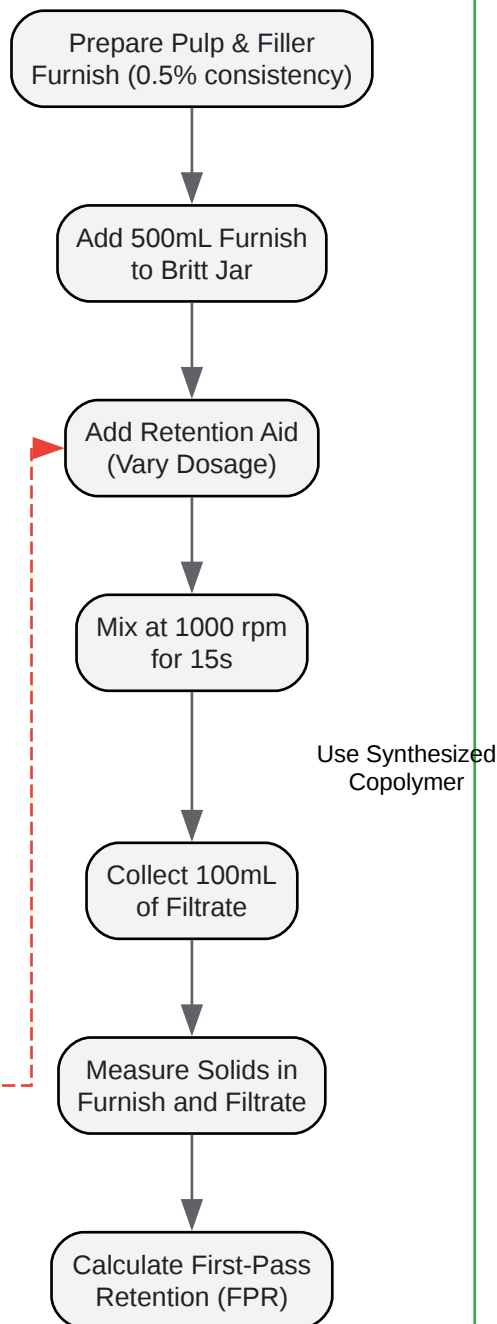 Prepare Pulp & Filler
Furnish (0.5% consistency)
Add 500mL Furnish
to Britt Jar
Add Retention Aid
(Vary Dosage)
Mix at 1000 rpm
for 15s
Use Synthesized
Copolymer
Collect 100mL
of Filtrate
Measure Solids in
Furnish and Filtrate
Calculate First-Pass
Retention (FPR)